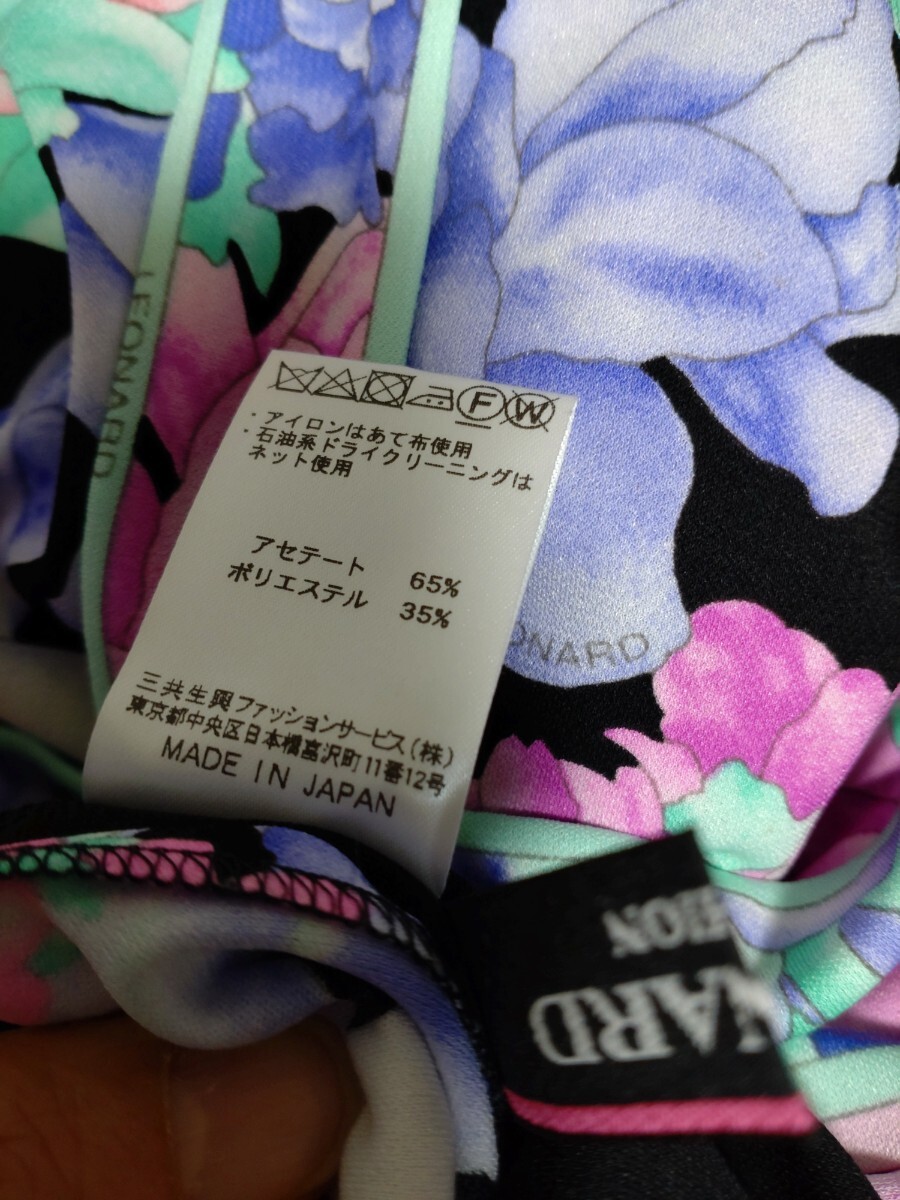 LEONARD
F W
・アイロンはあて布使用
・石油系ドライクリーニングは
ネット使用
アセテート 65%
ポリエステル 35%
ONARD
三共生興ファッションサービス(株)
東京都中央区日本橋富沢町11番12号
MADE IN JAPAN
NARD